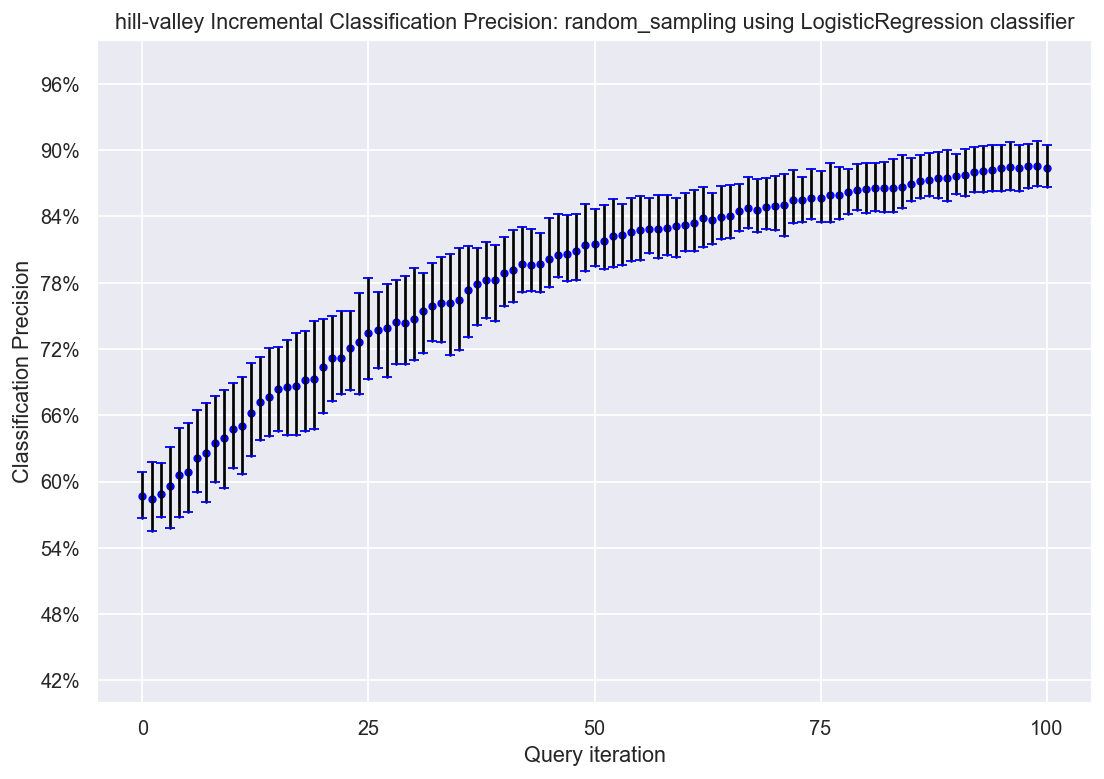 hill-valley Incremental Classification Precision: random_sampling using LogisticRegression classifier
96%
90%
84%
78%
72%
66%
60%
54%
48%
42%
Classification Precision
0 25 50 75 100
Query iteration